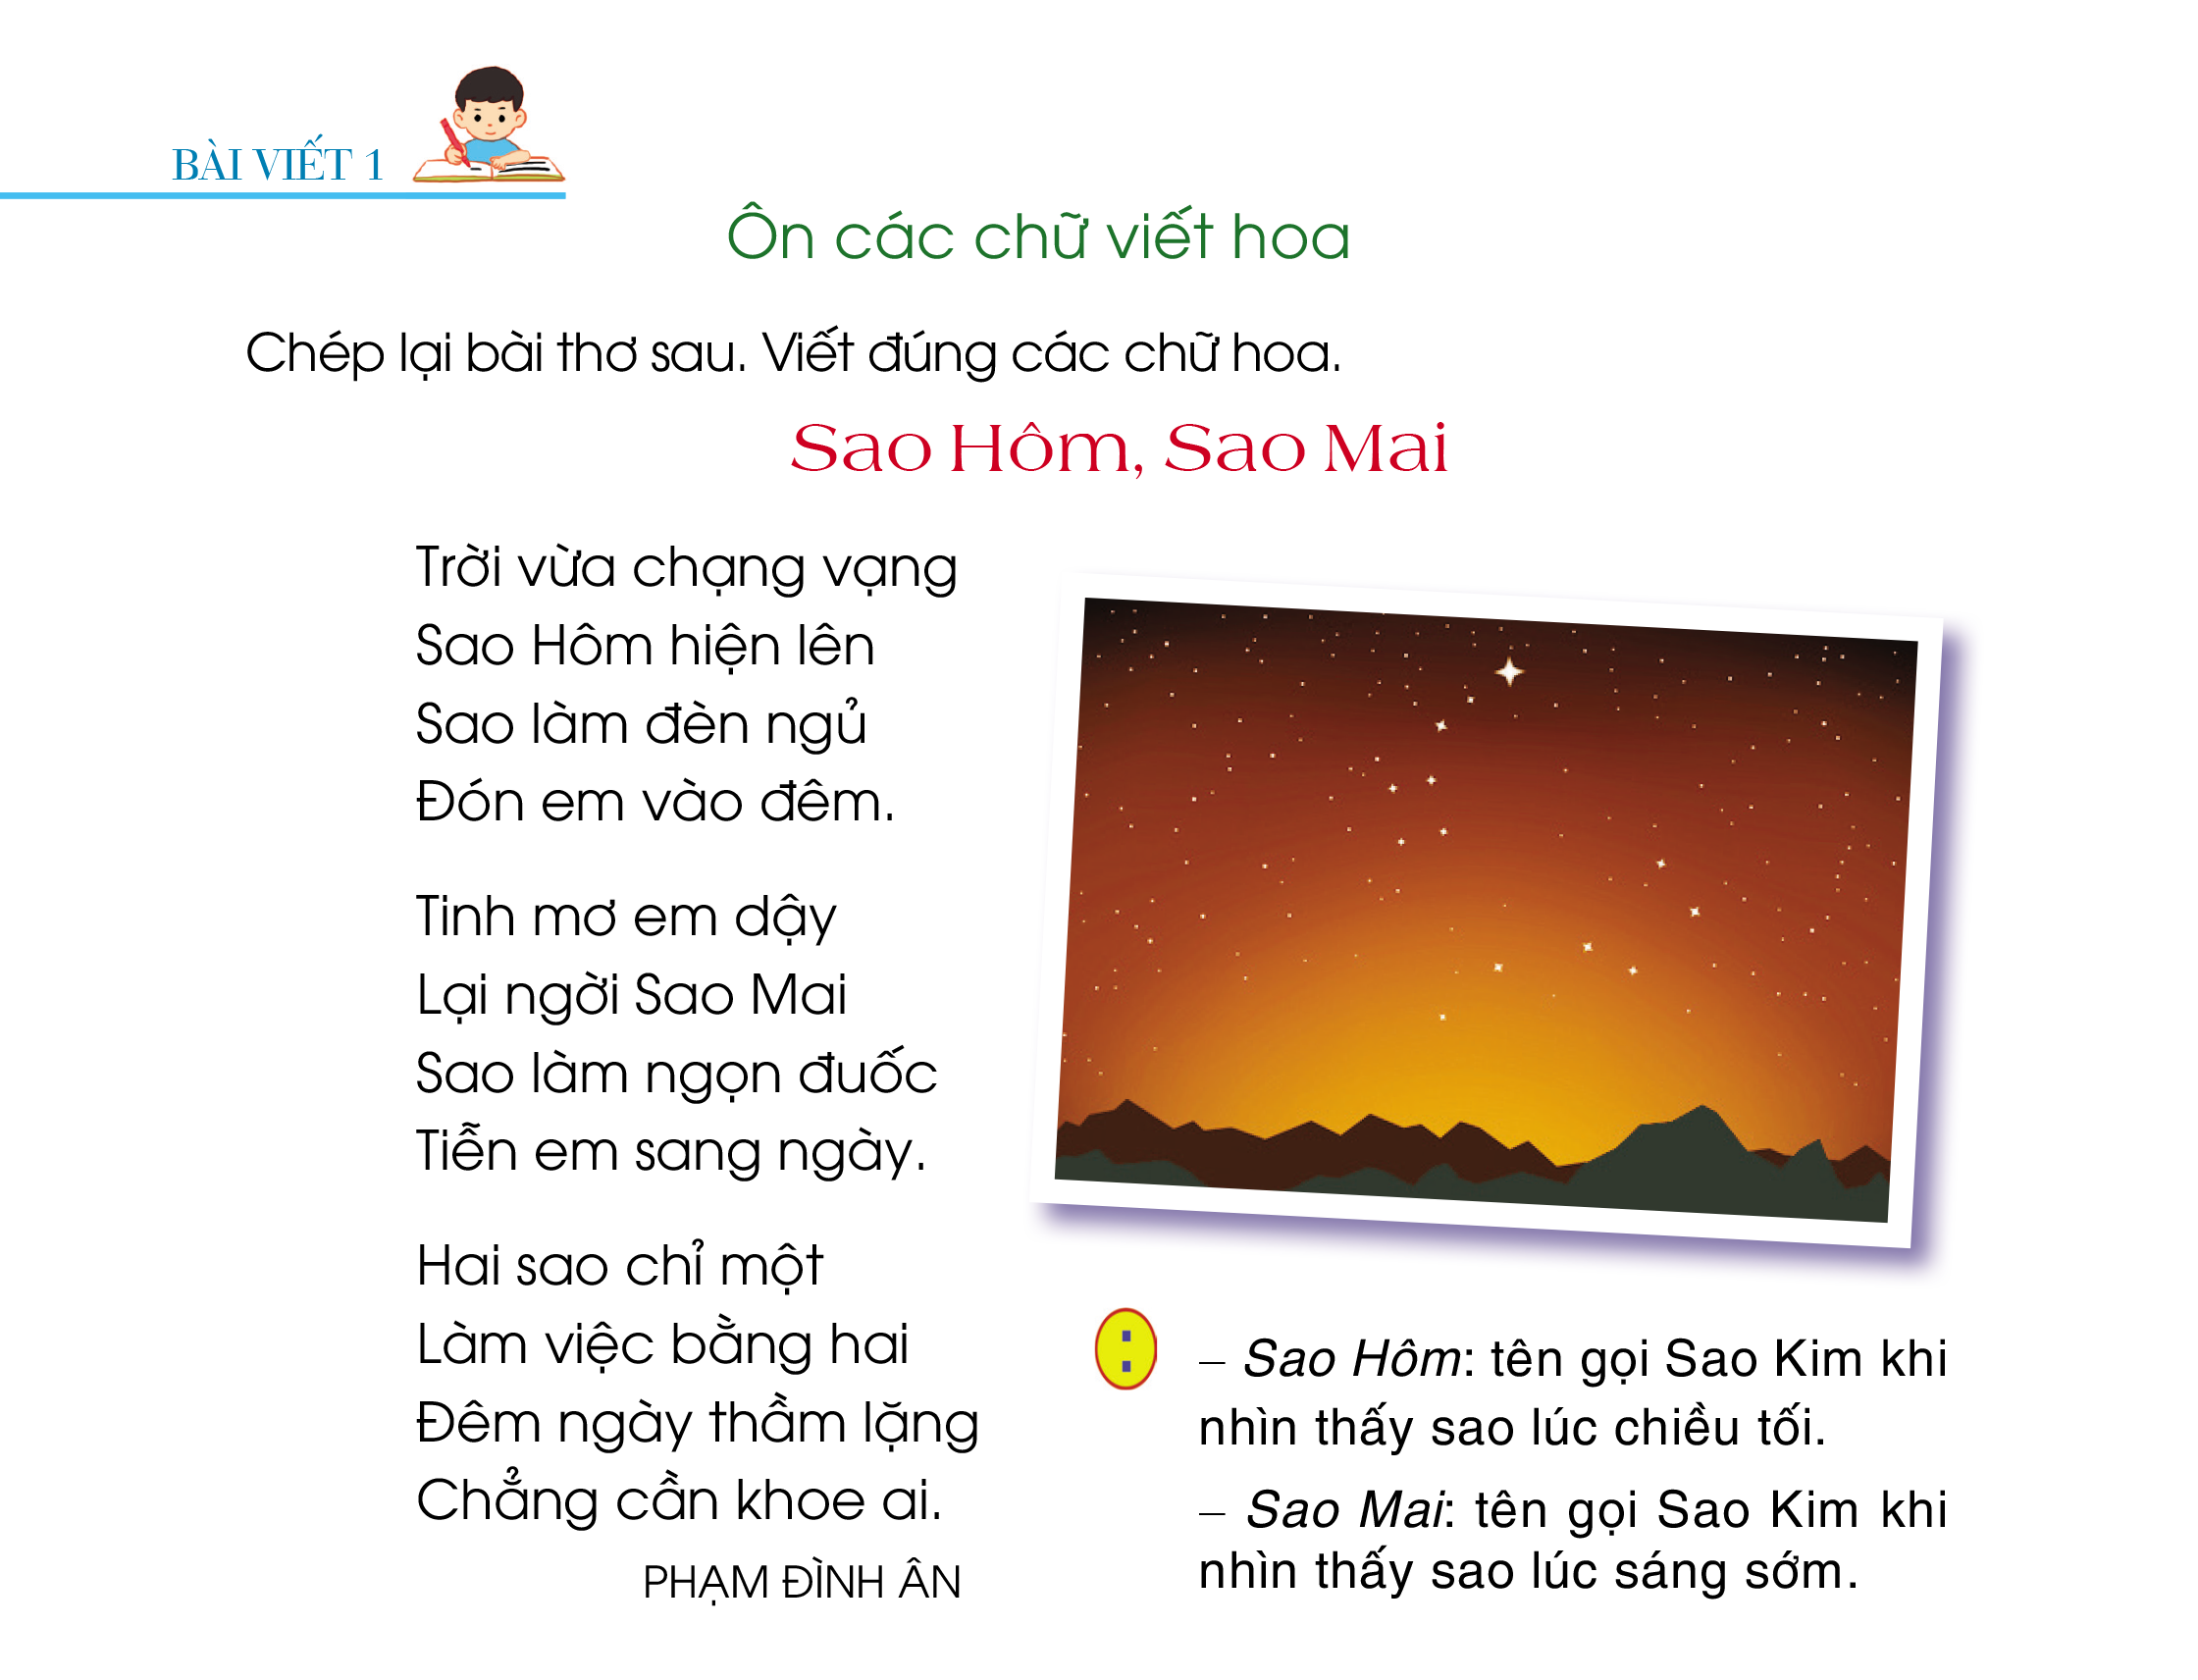 BÀI VIẾT 1
Ôn các chữ viết hoa
Chép lại bài thơ sau. Viết đúng các chữ hoa.
Sao Hôm, Sao Mai
Trời vừa chạng vạng
Sao Hôm hiện lên
Sao làm đèn ngủ
Đón em vào đêm.
Tinh mơ em dậy
Lại ngời Sao Mai
Sao làm ngọn đuốc
Tiễn em sang ngày.
Hai sao chỉ một
Làm việc bằng hai
Đêm ngày thầm lặng
Chẳng cần khoe ai.
PHẠM ĐÌNH ÂN
– Sao Hôm: tên gọi Sao Kim khi
nhìn thấy sao lúc chiều tối.
– Sao Mai: tên gọi Sao Kim khi
nhìn thấy sao lúc sáng sớm.